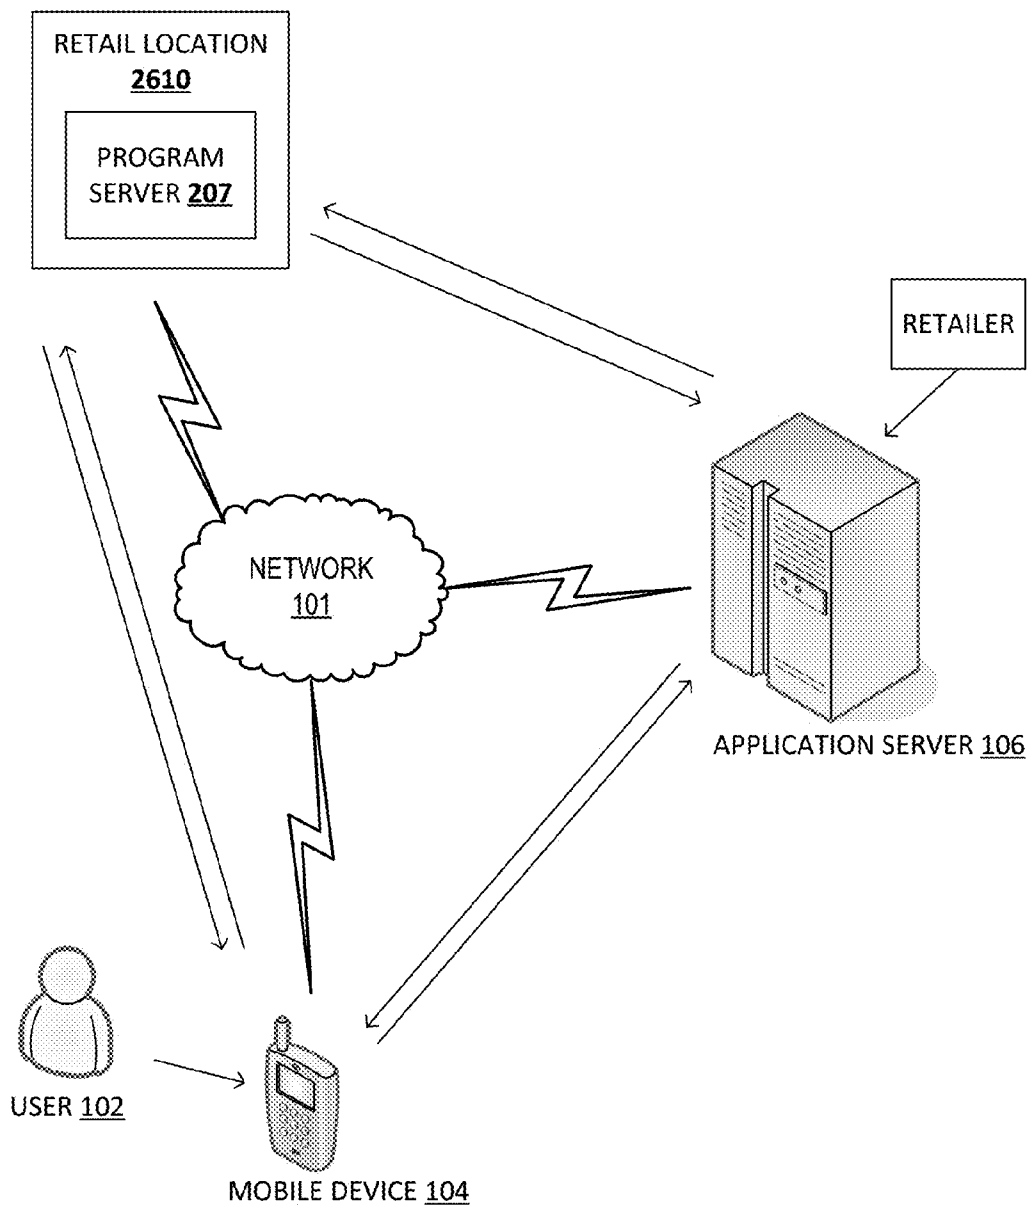 RETAIL LOCATION
2610
PROGRAM
SERVER 207
RETAILER
NETWORK
101
APPLICATION SERVER 106
USER 102
MOBILE DEVICE 104